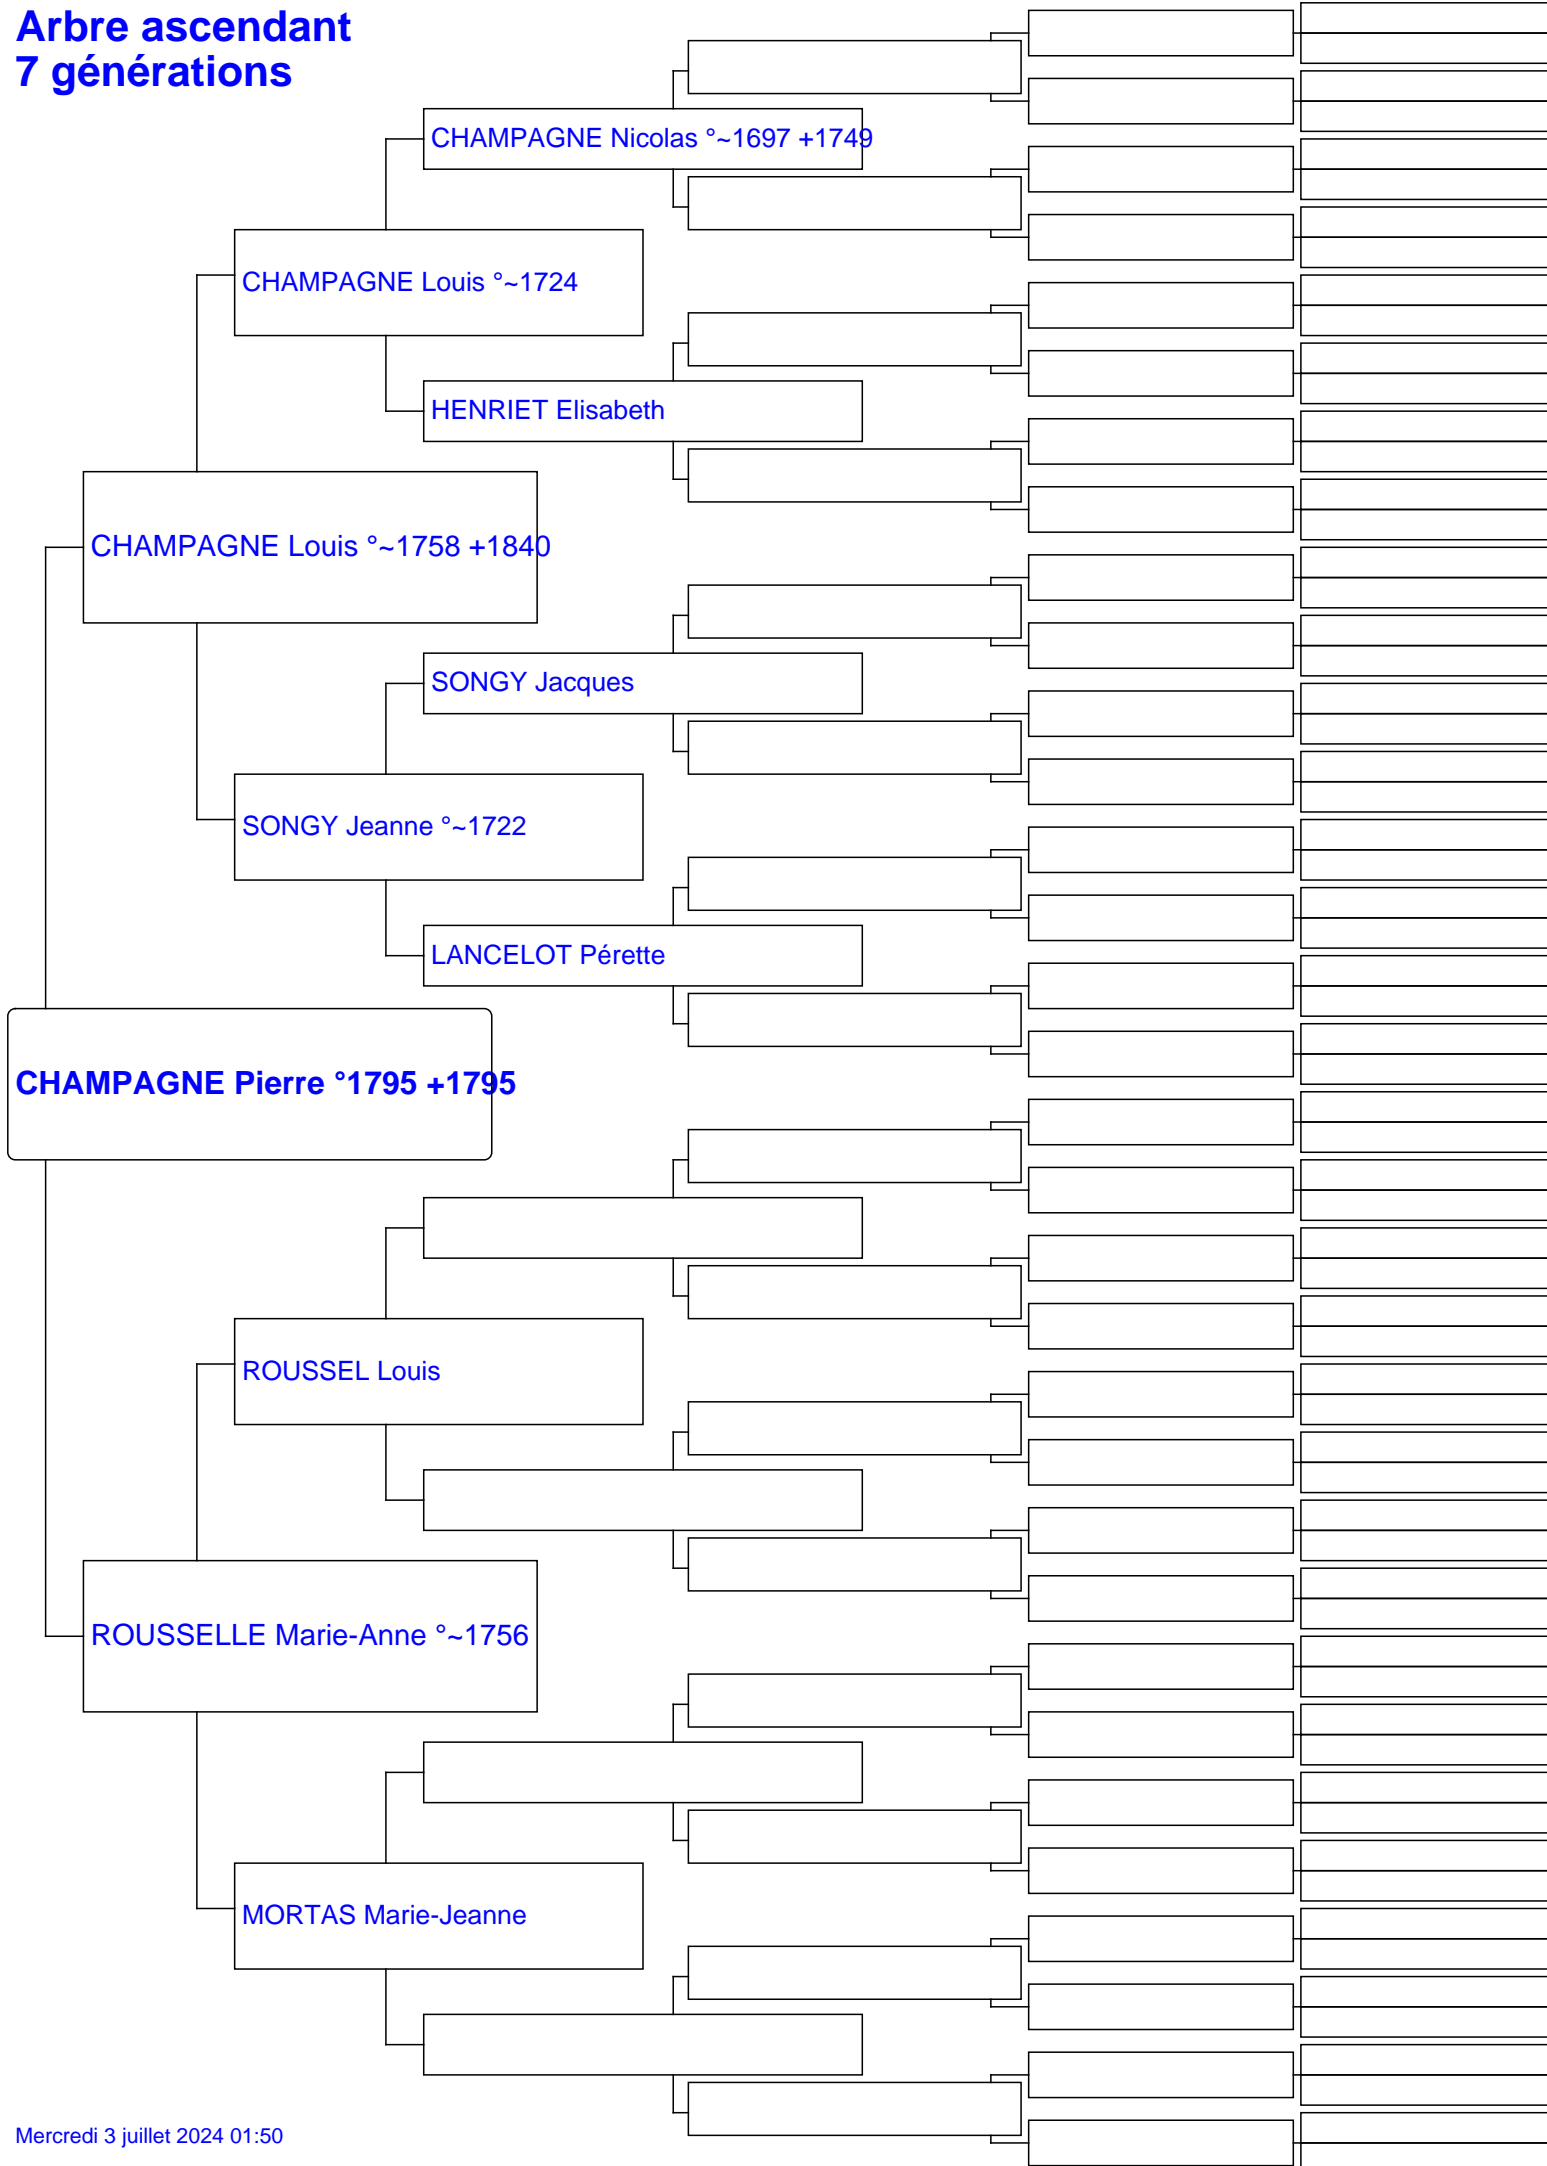 Arbre ascendant
7 générations
CHAMPAGNE Nicolas °~1697 +1749
CHAMPAGNE Louis °~1724
HENRIET Elisabeth
CHAMPAGNE Louis °~1758 +1840
SONGY Jacques
SONGY Jeanne °~1722
LANCELOT Pérette
CHAMPAGNE Pierre °1795 +1795
ROUSSEL Louis
ROUSSELLE Marie-Anne °~1756
MORTAS Marie-Jeanne
Mercredi 3 juillet 2024 01:50